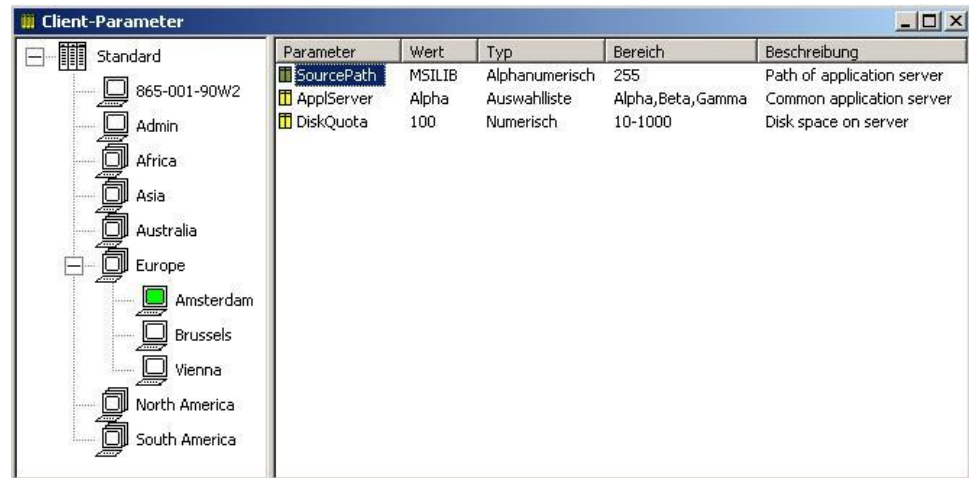 Client-Parameter
Standard
865-001-90W2
Admin
Africa
Asia
Australia
Europe
Amsterdam
Brussels
Vienna
North America
South America
Parameter Wert Typ Bereich Beschreibung
SourcePath MSILIB Alphanumerisch 255 Path of application server
ApplServer Alpha Auswahlliste Alpha,Beta,Gamma Common application server
DiskQuota 100 Numerisch 10-1000 Disk space on server